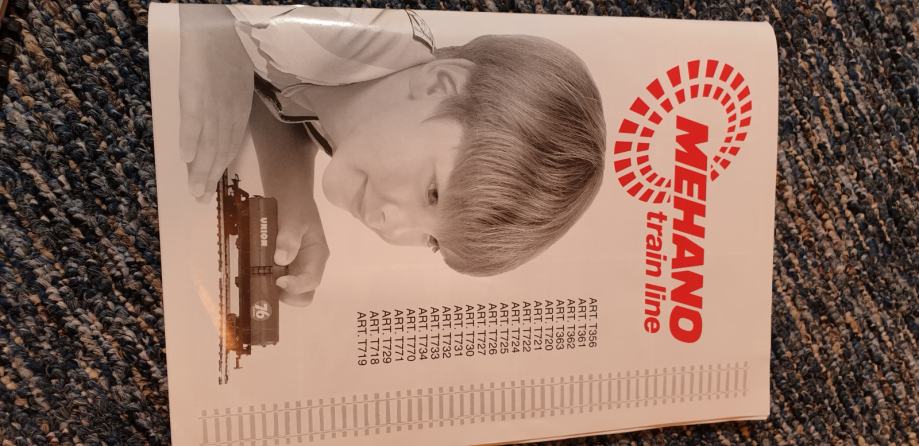 MEHANO
train line
ART. T356
ART. T361
ART. T362
ART. T363
ART. T720
ART. T721
ART. T722
ART. T724
ART. T725
ART. T726
ART. T727
ART. T730
ART. T731
ART. T732
ART. T733
ART. T734
ART. T770
ART. T771
ART. T729
ART. T718
ART. T719
UNION
76